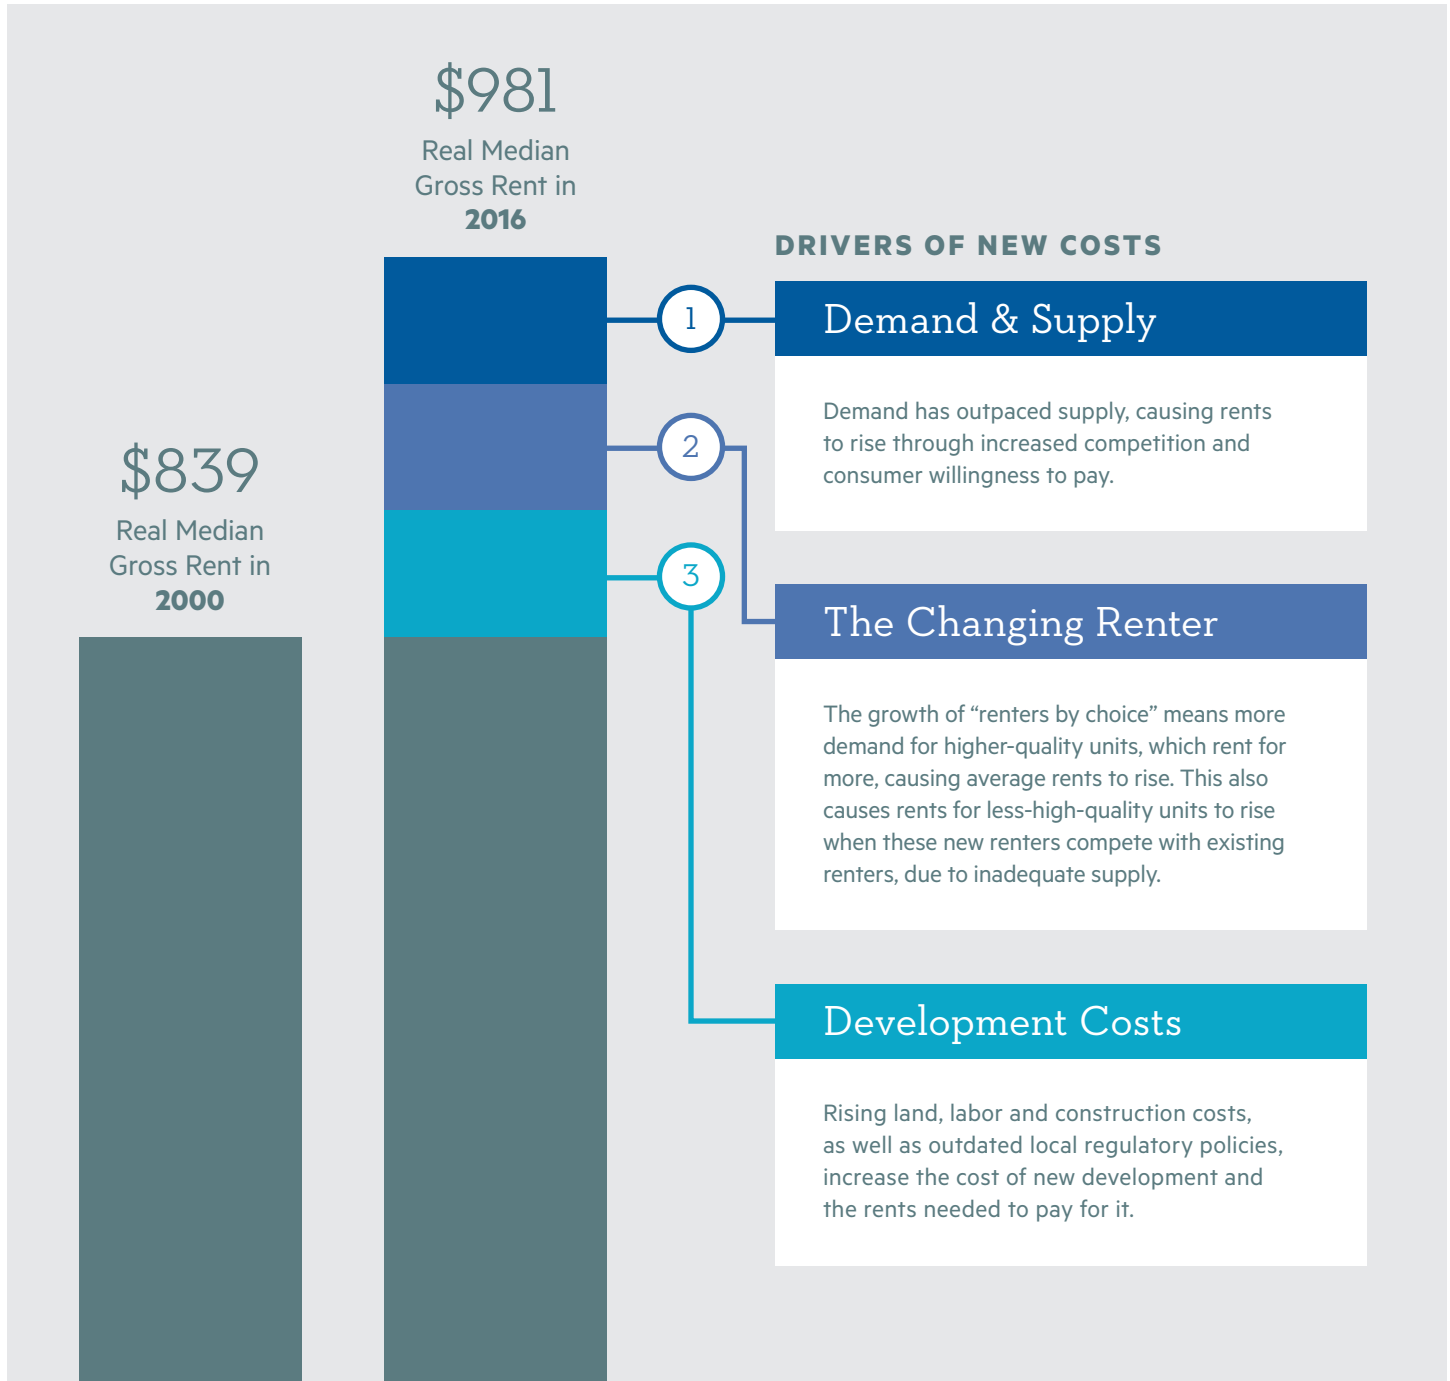 $981
Real Median
Gross Rent in
2016
$839
Real Median
Gross Rent in
2000
DRIVERS OF NEW COSTS
1
Demand & Supply
Demand has outpaced supply, causing rents
to rise through increased competition and
consumer willingness to pay.
2
The Changing Renter
The growth of “renters by choice” means more
demand for higher-quality units, which rent for
more, causing average rents to rise. This also
causes rents for less-high-quality units to rise
when these new renters compete with existing
renters, due to inadequate supply.
3
Development Costs
Rising land, labor and construction costs,
as well as outdated local regulatory policies,
increase the cost of new development and
the rents needed to pay for it.